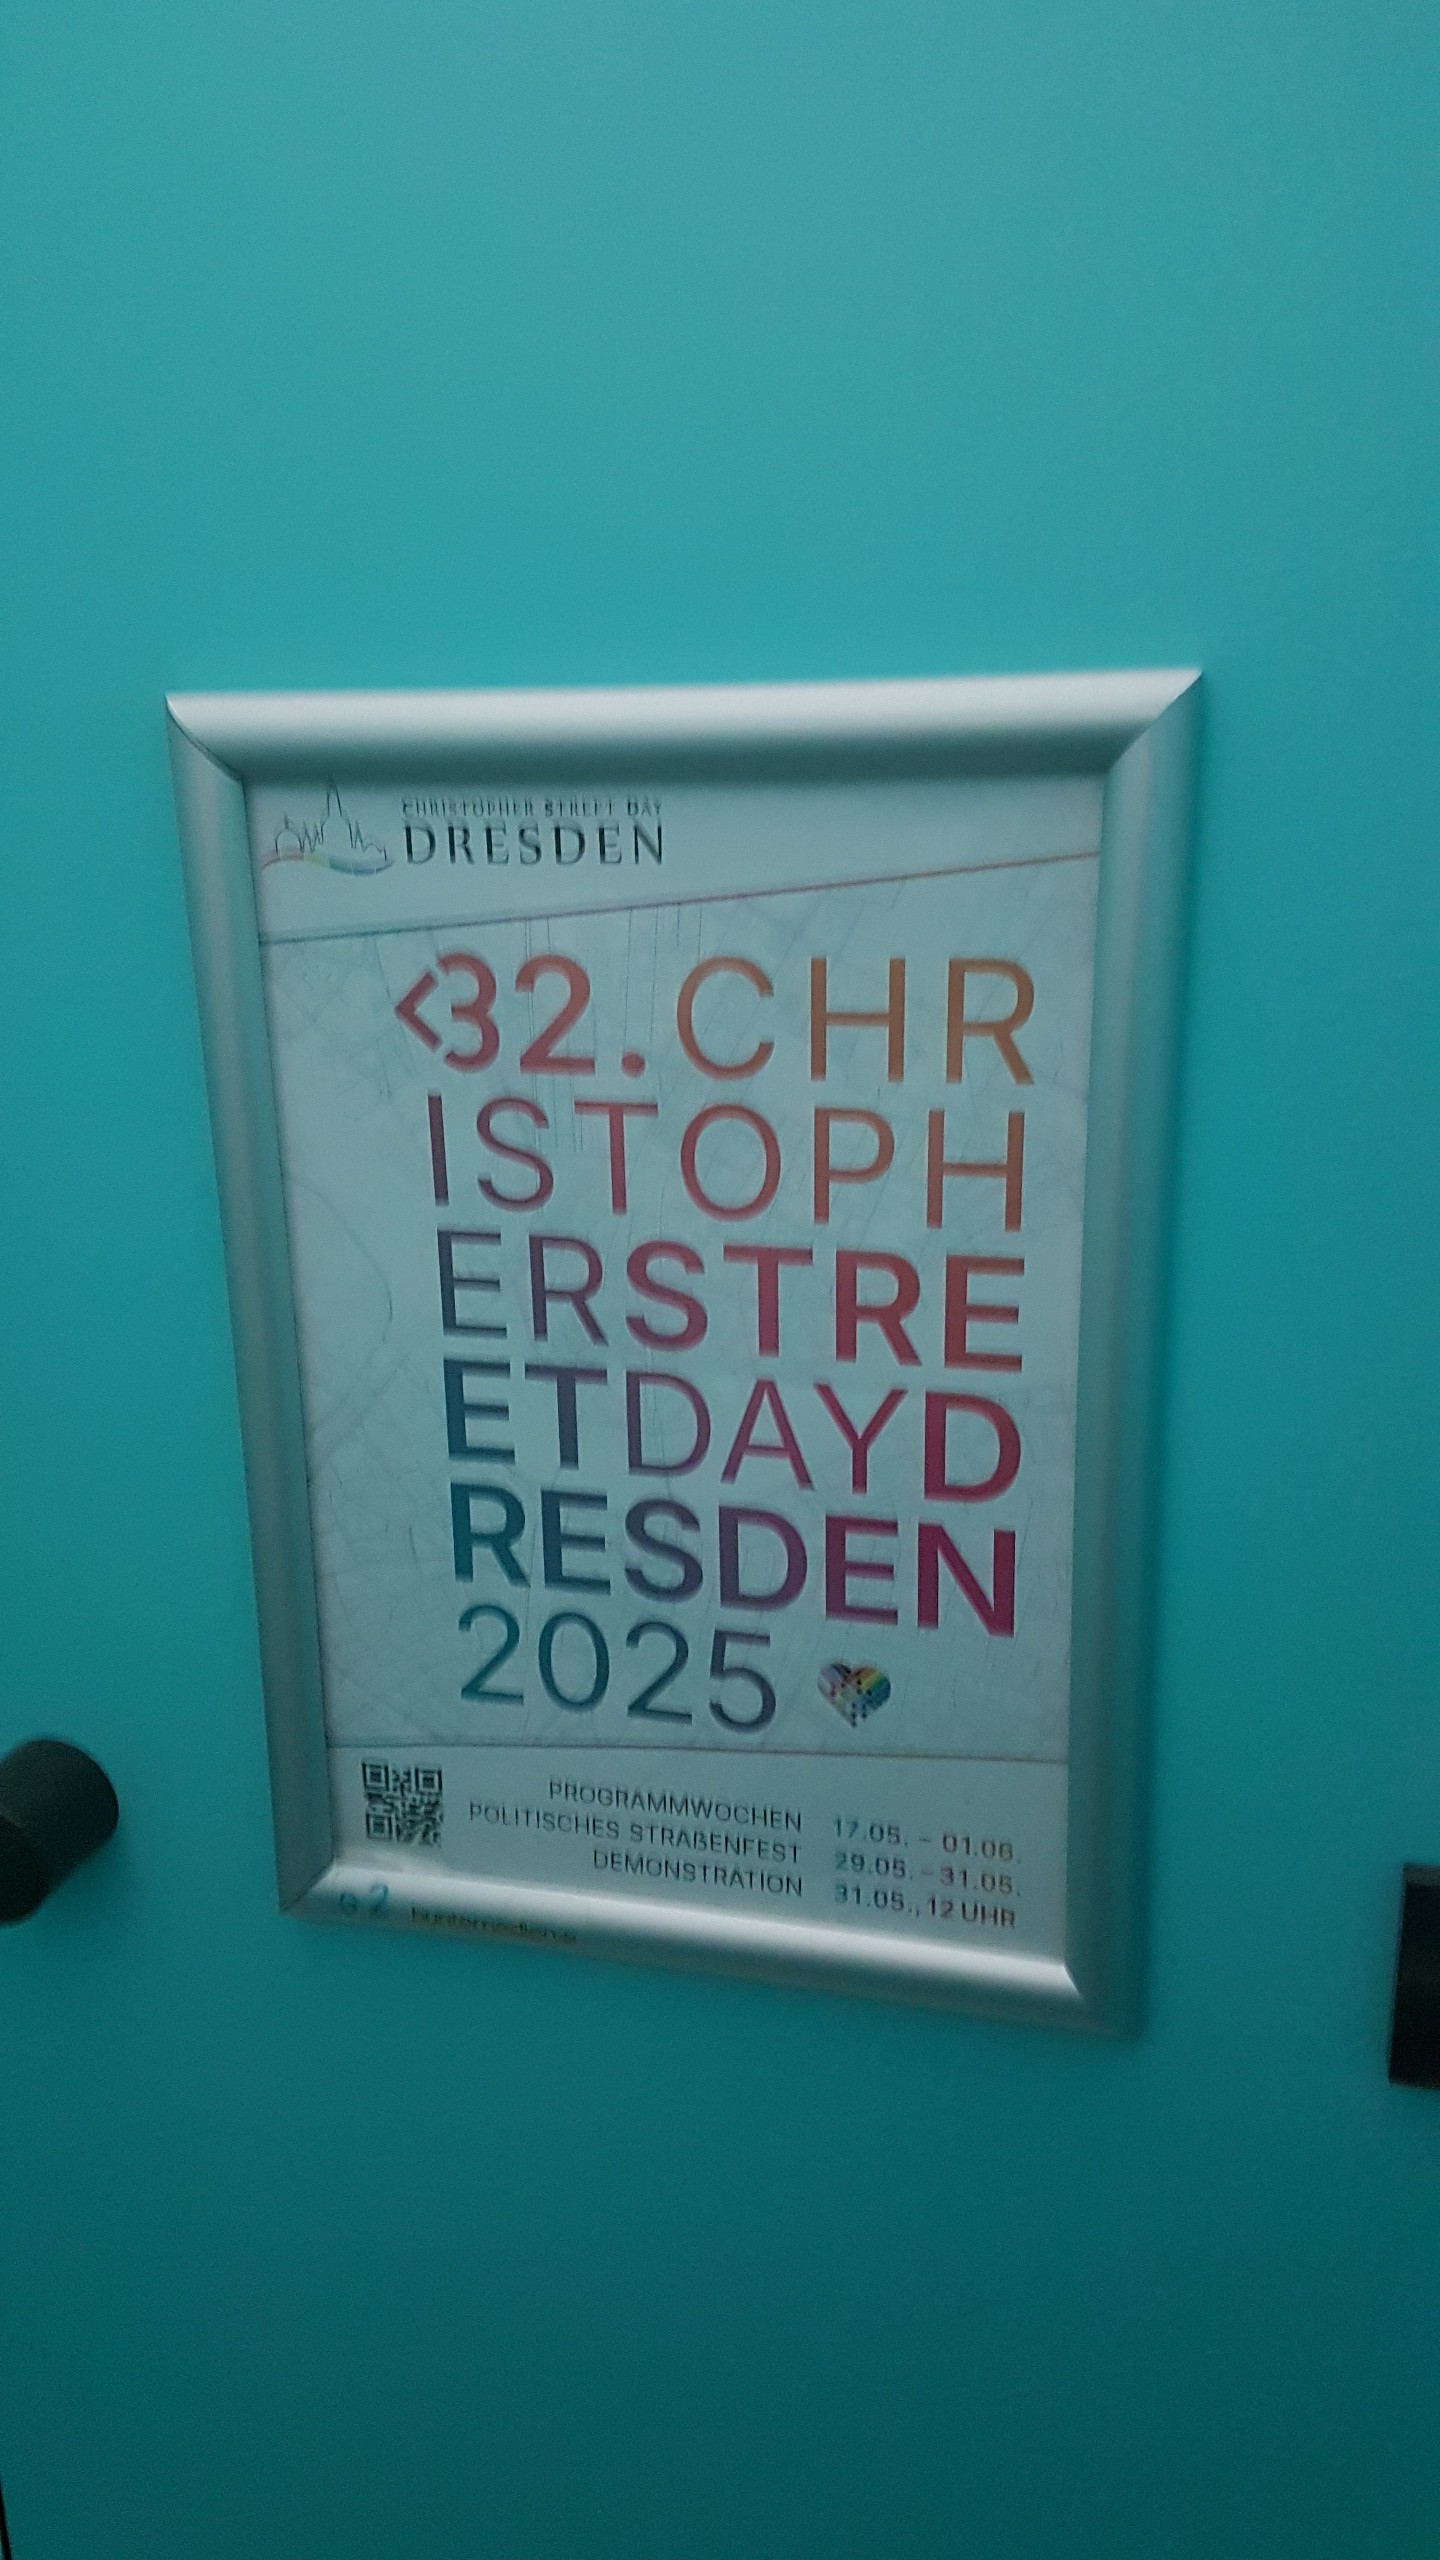 CHRISTOPHER STREET DAY
DRESDEN
<32. CHR
ISTOPH
ERSTRE
ETDAYD
RESDEN
2025
PROGRAMMWOCHEN 17.05. - 01.06.
POLITISCHES STRAßENFEST 29.05. - 31.05.
DEMONSTRATION 31.05., 12 UHR